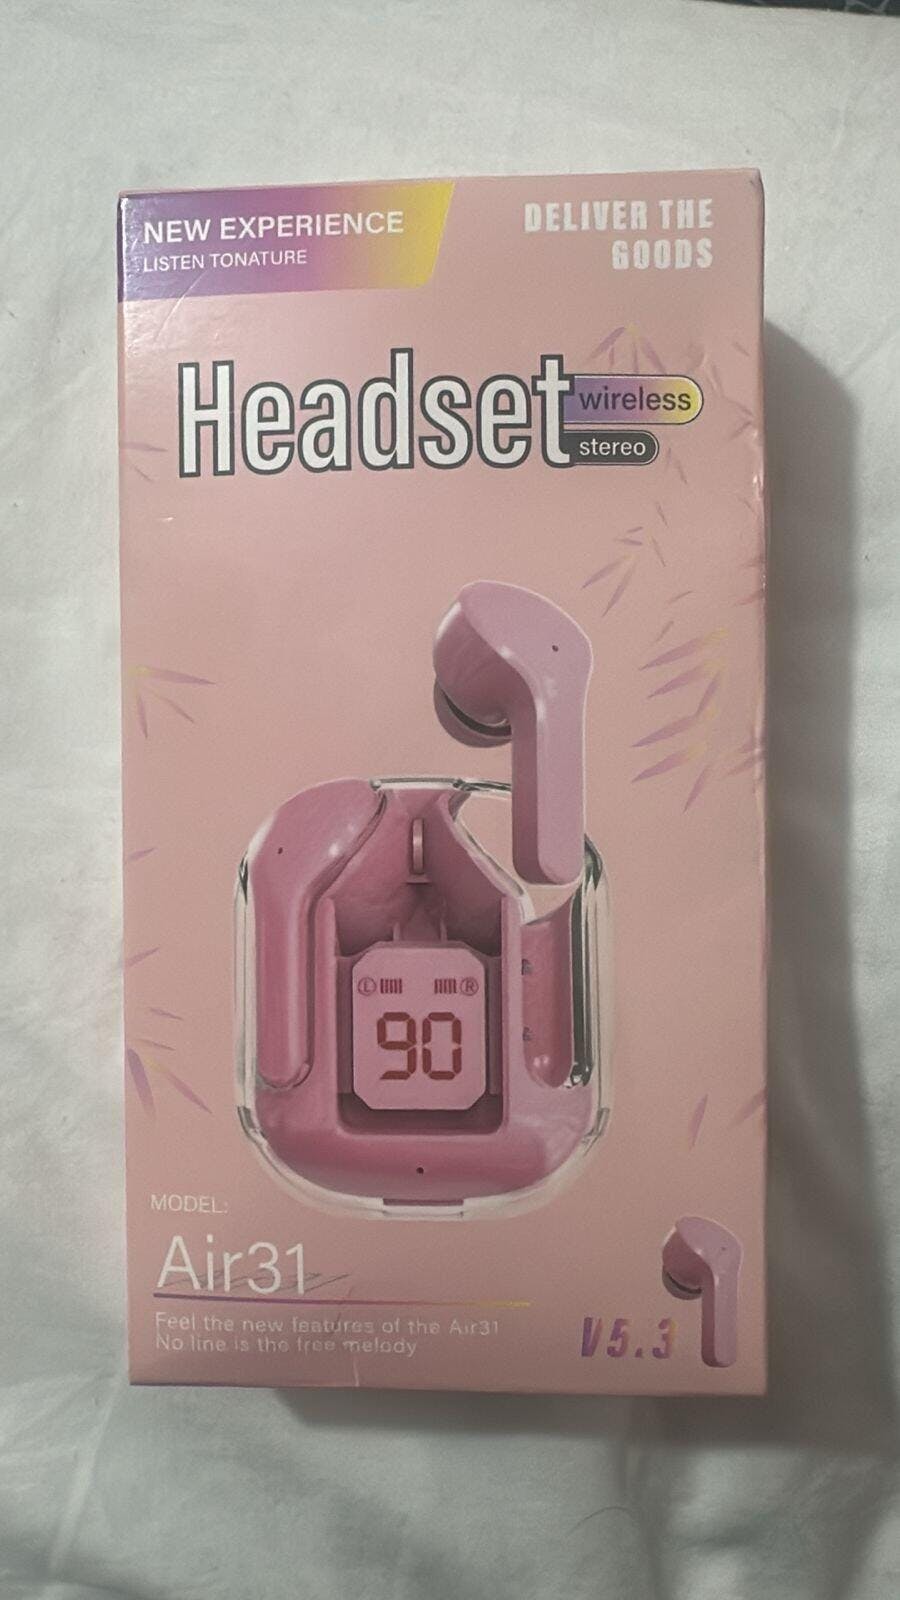 NEW EXPERIENCE
LISTEN TONATURE
DELIVER THE
GOODS
Headset
wireless
stereo
L R
90
MODEL:
Air31
Feel the new features of the Air31
No line is the free melody
V5.3